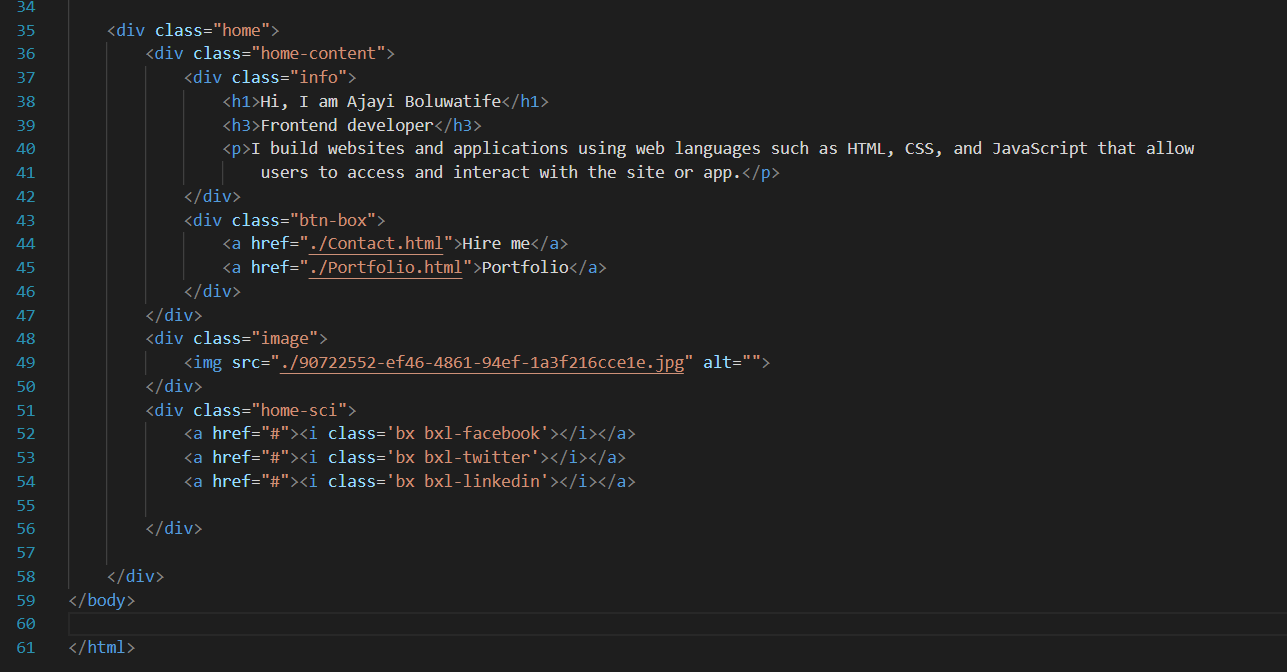 34
35 <div class="home">
36 <div class="home-content">
37 <div class="info">
38 <h1>Hi, I am Ajayi Boluwatife</h1>
39 <h3>Frontend developer</h3>
40 <p>I build websites and applications using web languages such as HTML, CSS, and JavaScript that allow
41 users to access and interact with the site or app.</p>
42 </div>
43 <div class="btn-box">
44 <a href="./Contact.html">Hire me</a>
45 <a href="./Portfolio.html">Portfolio</a>
46 </div>
47 </div>
48 <div class="image">
49 <img src="./90722552-ef46-4861-94ef-1a3f216cce1e.jpg" alt="">
50 </div>
51 <div class="home-sci">
52 <a href="#"><i class='bx bxl-facebook'></i></a>
53 <a href="#"><i class='bx bxl-twitter'></i></a>
54 <a href="#"><i class='bx bxl-linkedin'></i></a>
55
56 </div>
57
58 </div>
59 </body>
60
61 </html>